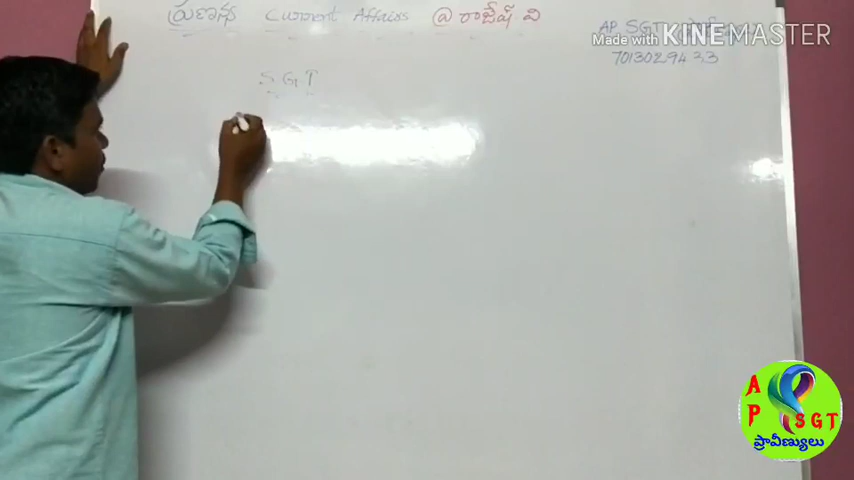 ప్రణాన్వ Current Affairs @ రాజేష్ వి
AP SGT
Made with KINEMASTER
7013029433
SGT
A
P SGT
ప్రావీణ్యులు